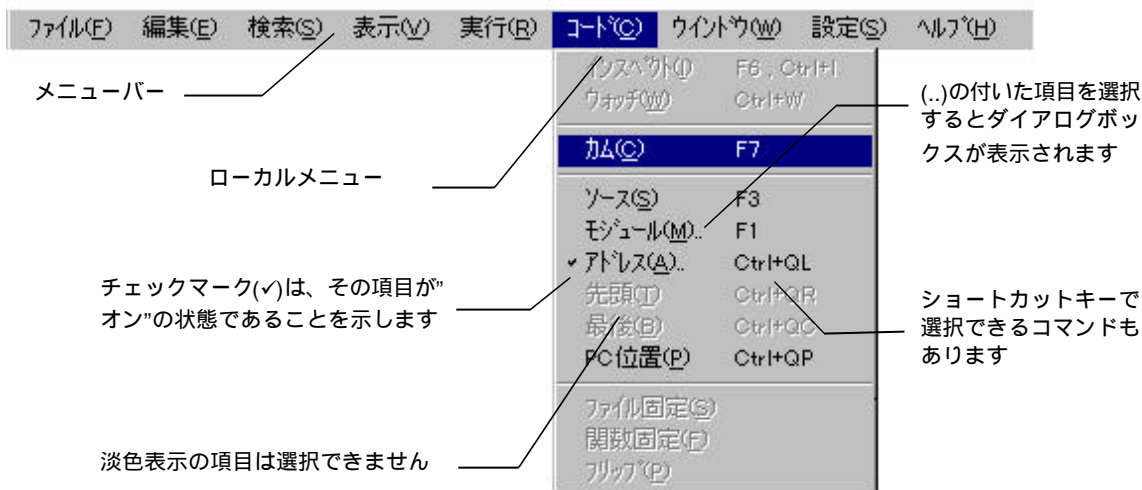 ﾌｧｲﾙ(F) 編集(E) 検索(S) 表示(V) 実行(R) ｺｰﾄﾞ(C) ｳｲﾝﾄﾞｳ(W) 設定(S) ﾍﾙﾌﾟ(H)
ｲﾝｽﾍﾟｸﾄ(I) F6 , Ctrl+I
ｳｫｯﾁ(W) Ctrl+W
ｶﾑ(C) F7
ｿｰｽ(S) F3
ﾓｼﾞｭｰﾙ(M).. F1
✓ｱﾄﾞﾚｽ(A).. Ctrl+QL
先頭(T) Ctrl+QR
最後(B) Ctrl+QC
PC位置(P) Ctrl+QP
ﾌｧｲﾙ固定(S)
関数固定(F)
ﾌﾘｯﾌﾟ(P)
メニューバー
ローカルメニュー
チェックマーク(✓)は、その項目が”
オン”の状態であることを示します
淡色表示の項目は選択できません
(..)の付いた項目を選択
するとダイアログボッ
クスが表示されます
ショートカットキーで
選択できるコマンドも
あります